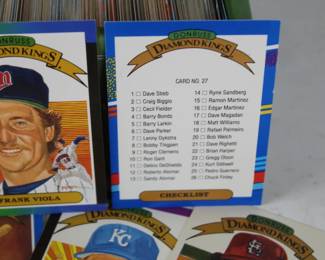 DONRUSS
DIAMOND KINGS
FRANK VIOLA
DONRUSS
DIAMOND KINGS
CARD NO. 27
1 Dave Stieb
2 Craig Biggio
3 Cecil Fielder
4 Barry Bonds
5 Barry Larkin
6 Dave Parker
7 Lenny Dykstra
8 Bobby Thigpen
9 Roger Clemens
10 Ron Gant
11 Delino DeShields
12 Roberto Alomar
13 Sandy Alomar
14 Ryne Sandberg
15 Ramon Martinez
16 Edgar Martinez
17 Dave Magadan
18 Matt Williams
19 Rafael Palmeiro
20 Bob Welch
21 Dave Righetti
22 Brian Harper
23 Gregg Olson
24 Kurt Stillwell
25 Pedro Guerrero
26 Chuck Finley
CHECKLIST
DONRUSS
DIAMOND KINGS
KC
DONRUSS
DIAMOND KINGS